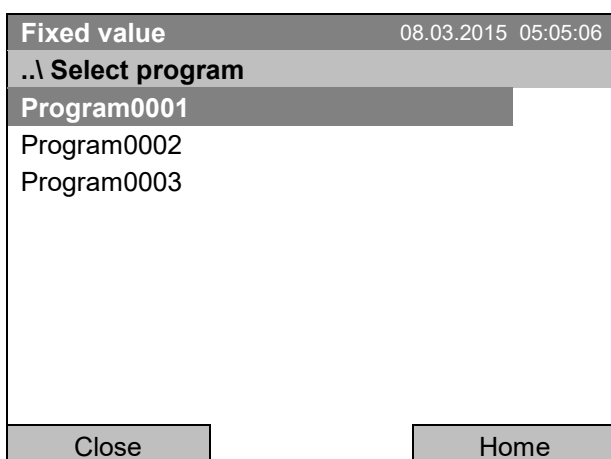 Fixed value 08.03.2015 05:05:06
..\ Select program
Program0001
Program0002
Program0003
Close Home